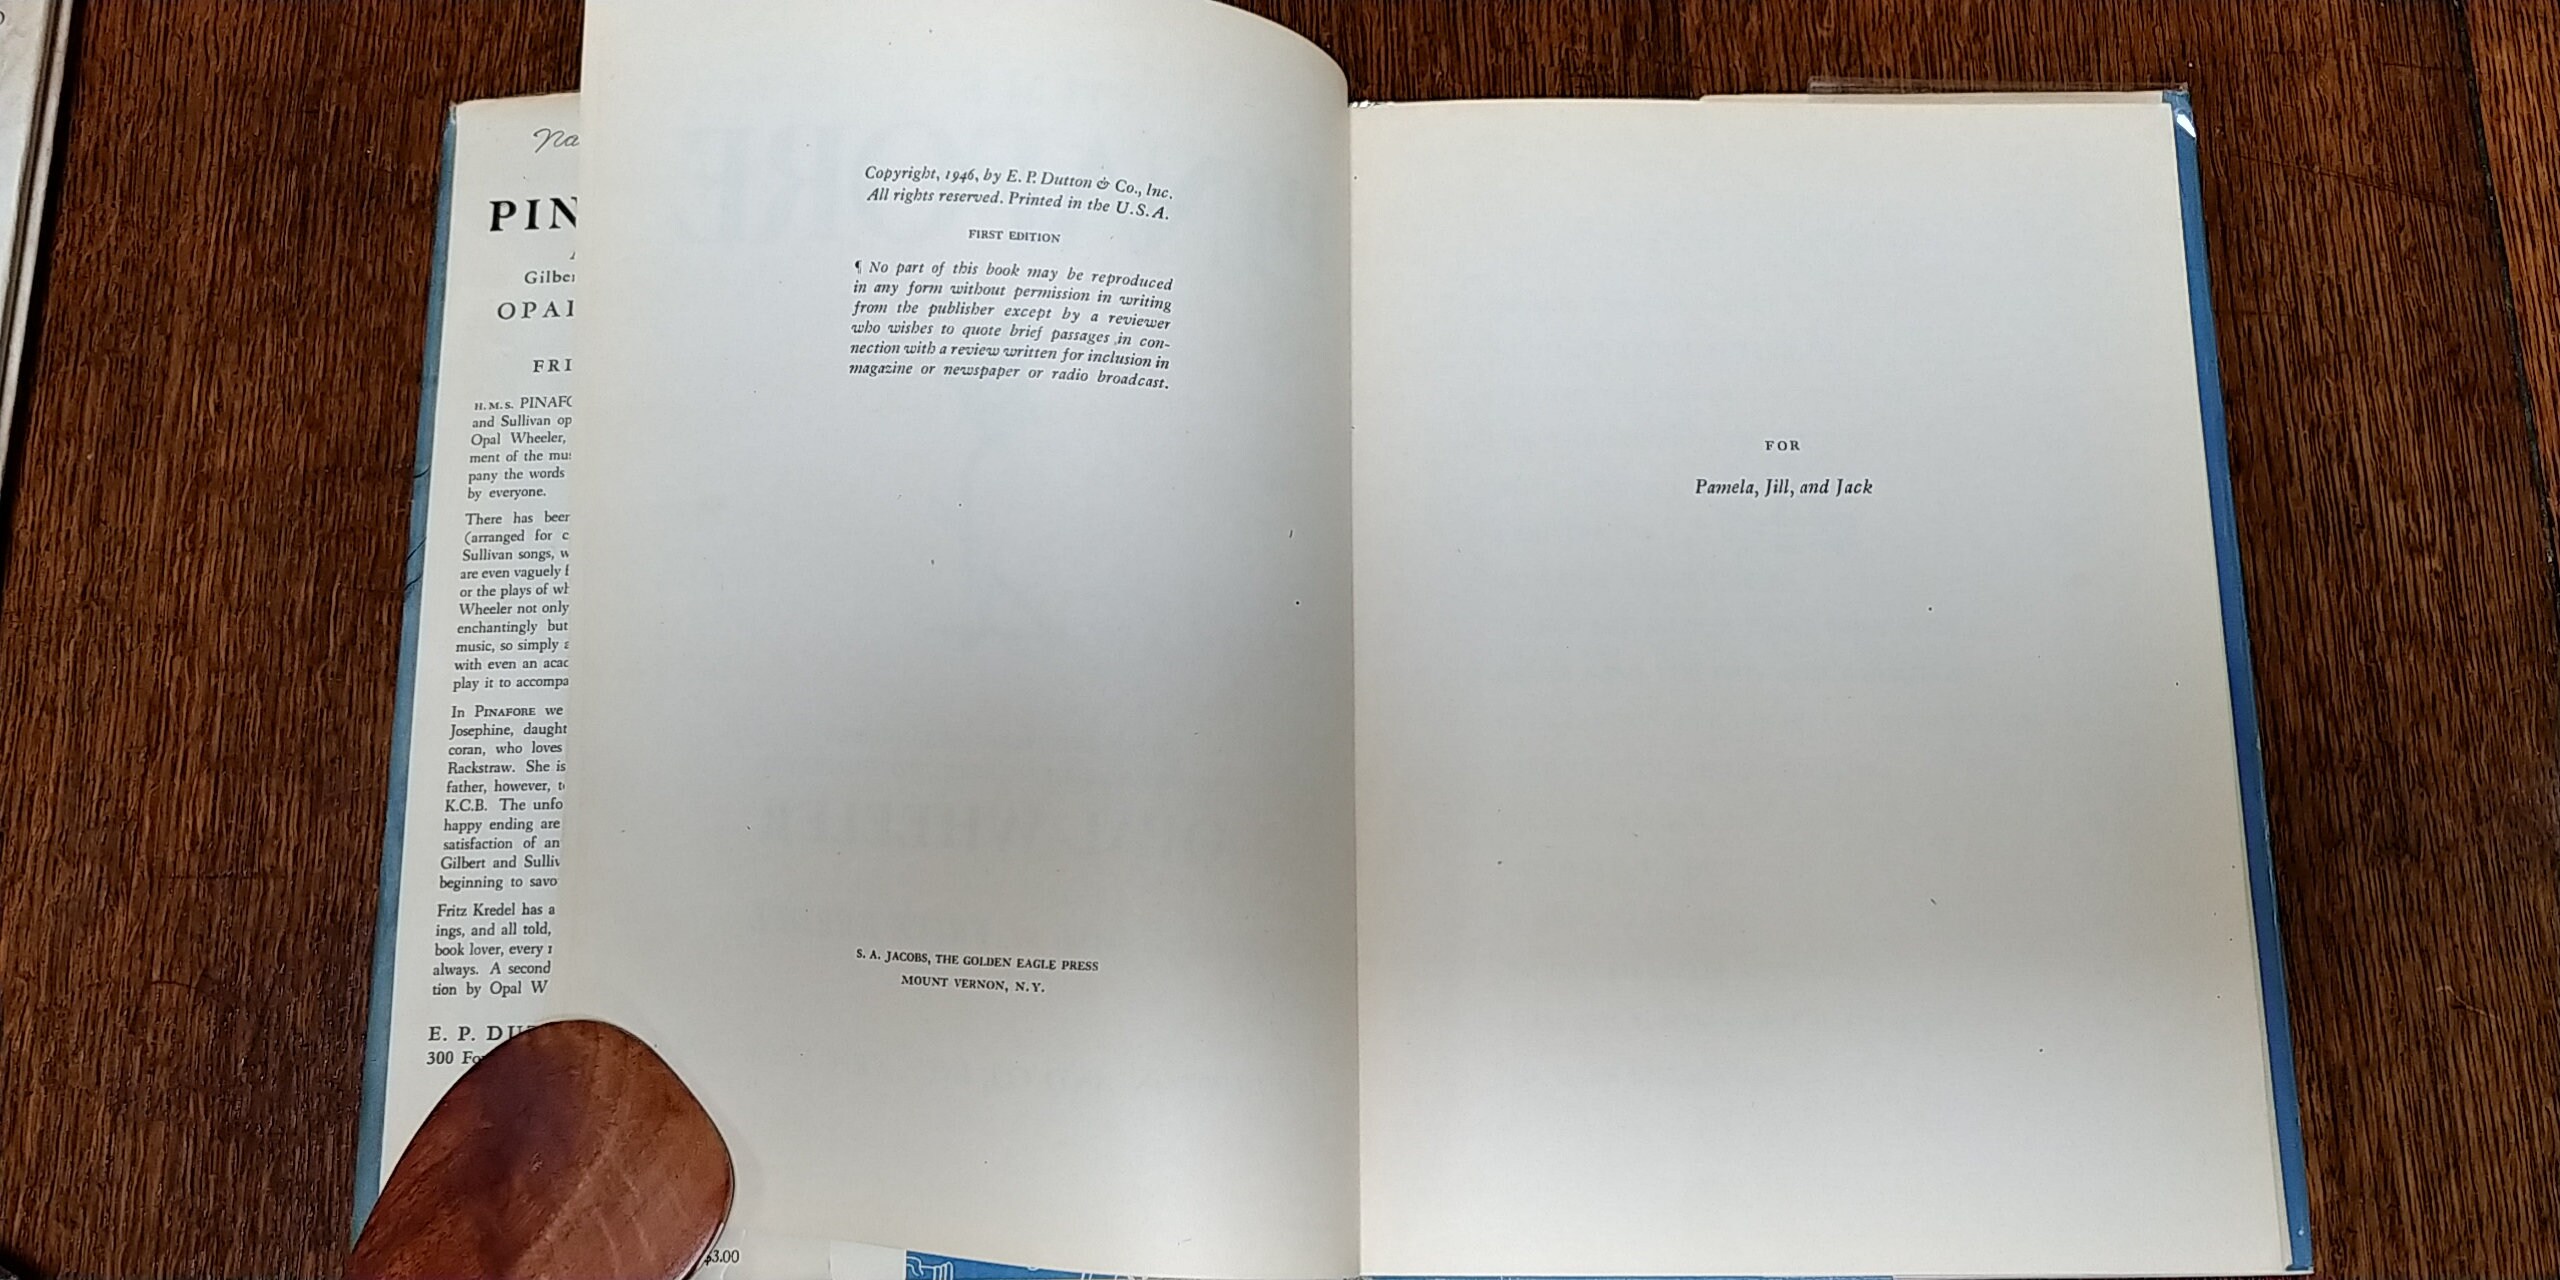 PIN
Gilber
OPAL
FRI
H.M.S. PINAFO
and Sullivan op
Opal Wheeler,
ment of the mus
pany the words
by everyone.
There has been
(arranged for c
Sullivan songs, w
are even vaguely f
or the plays of wh
Wheeler not only
enchantingly but
music, so simply a
with even an acad
play it to accompa
In PINAFORE we
Josephine, daught
coran, who loves
Rackstraw. She is
father, however, t
K.C.B. The unfo
happy ending are
satisfaction of an
Gilbert and Sulliv
beginning to savo
Fritz Kredel has a
ings, and all told,
book lover, every
always. A second
tion by Opal W
E. P. DUT
300 Fo
$3.00
Copyright, 1946, by E. P. Dutton & Co., Inc.
All rights reserved. Printed in the U.S.A.
FIRST EDITION
¶ No part of this book may be reproduced
in any form without permission in writing
from the publisher except by a reviewer
who wishes to quote brief passages in con-
nection with a review written for inclusion in
magazine or newspaper or radio broadcast.
S. A. JACOBS, THE GOLDEN EAGLE PRESS
MOUNT VERNON, N.Y.
FOR
Pamela, Jill, and Jack